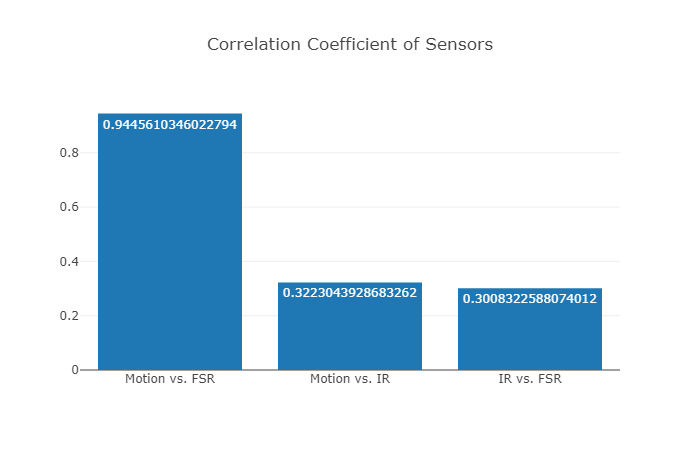 Correlation Coefficient of Sensors
0.9445610346022794
0.8
0.6
0.4
0.3223043928683262
0.3008322588074012
0.2
0
Motion vs. FSR
Motion vs. IR
IR vs. FSR